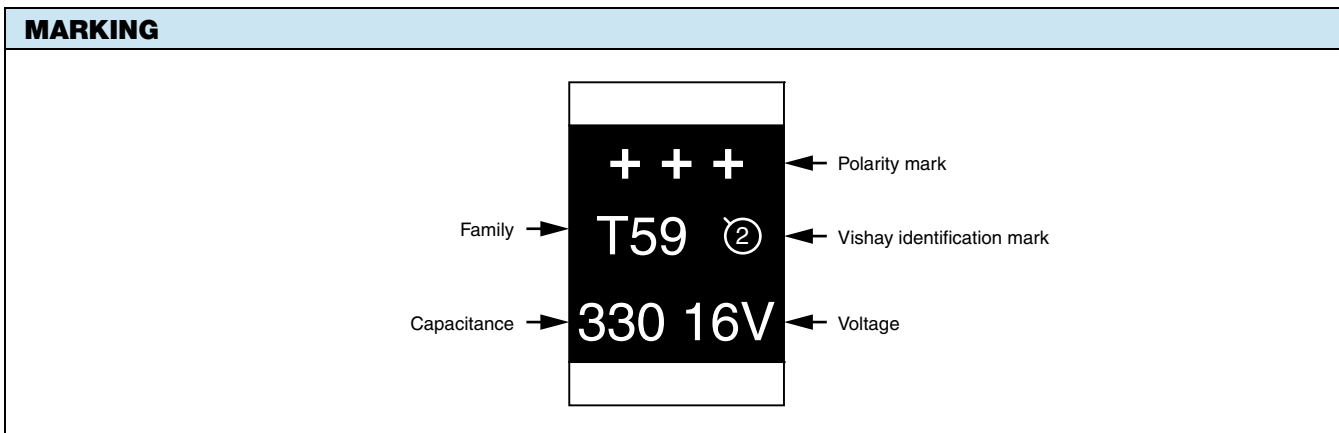 MARKING
+ + +
Polarity mark
Family
T59 2
Vishay identification mark
Capacitance
330 16V
Voltage